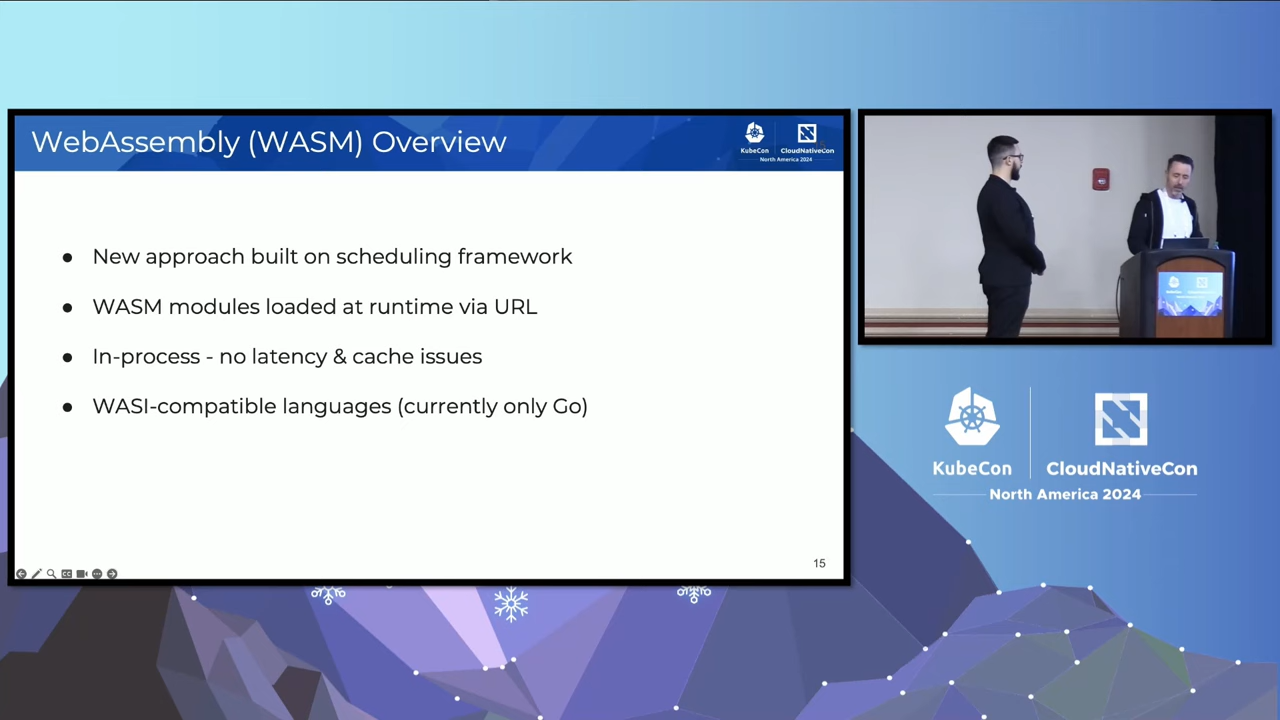 WebAssembly (WASM) Overview
KubeCon
CloudNativeCon
North America 2024
● New approach built on scheduling framework
● WASM modules loaded at runtime via URL
● In-process - no latency & cache issues
● WASI-compatible languages (currently only Go)
15
KubeCon
CloudNativeCon
North America 2024